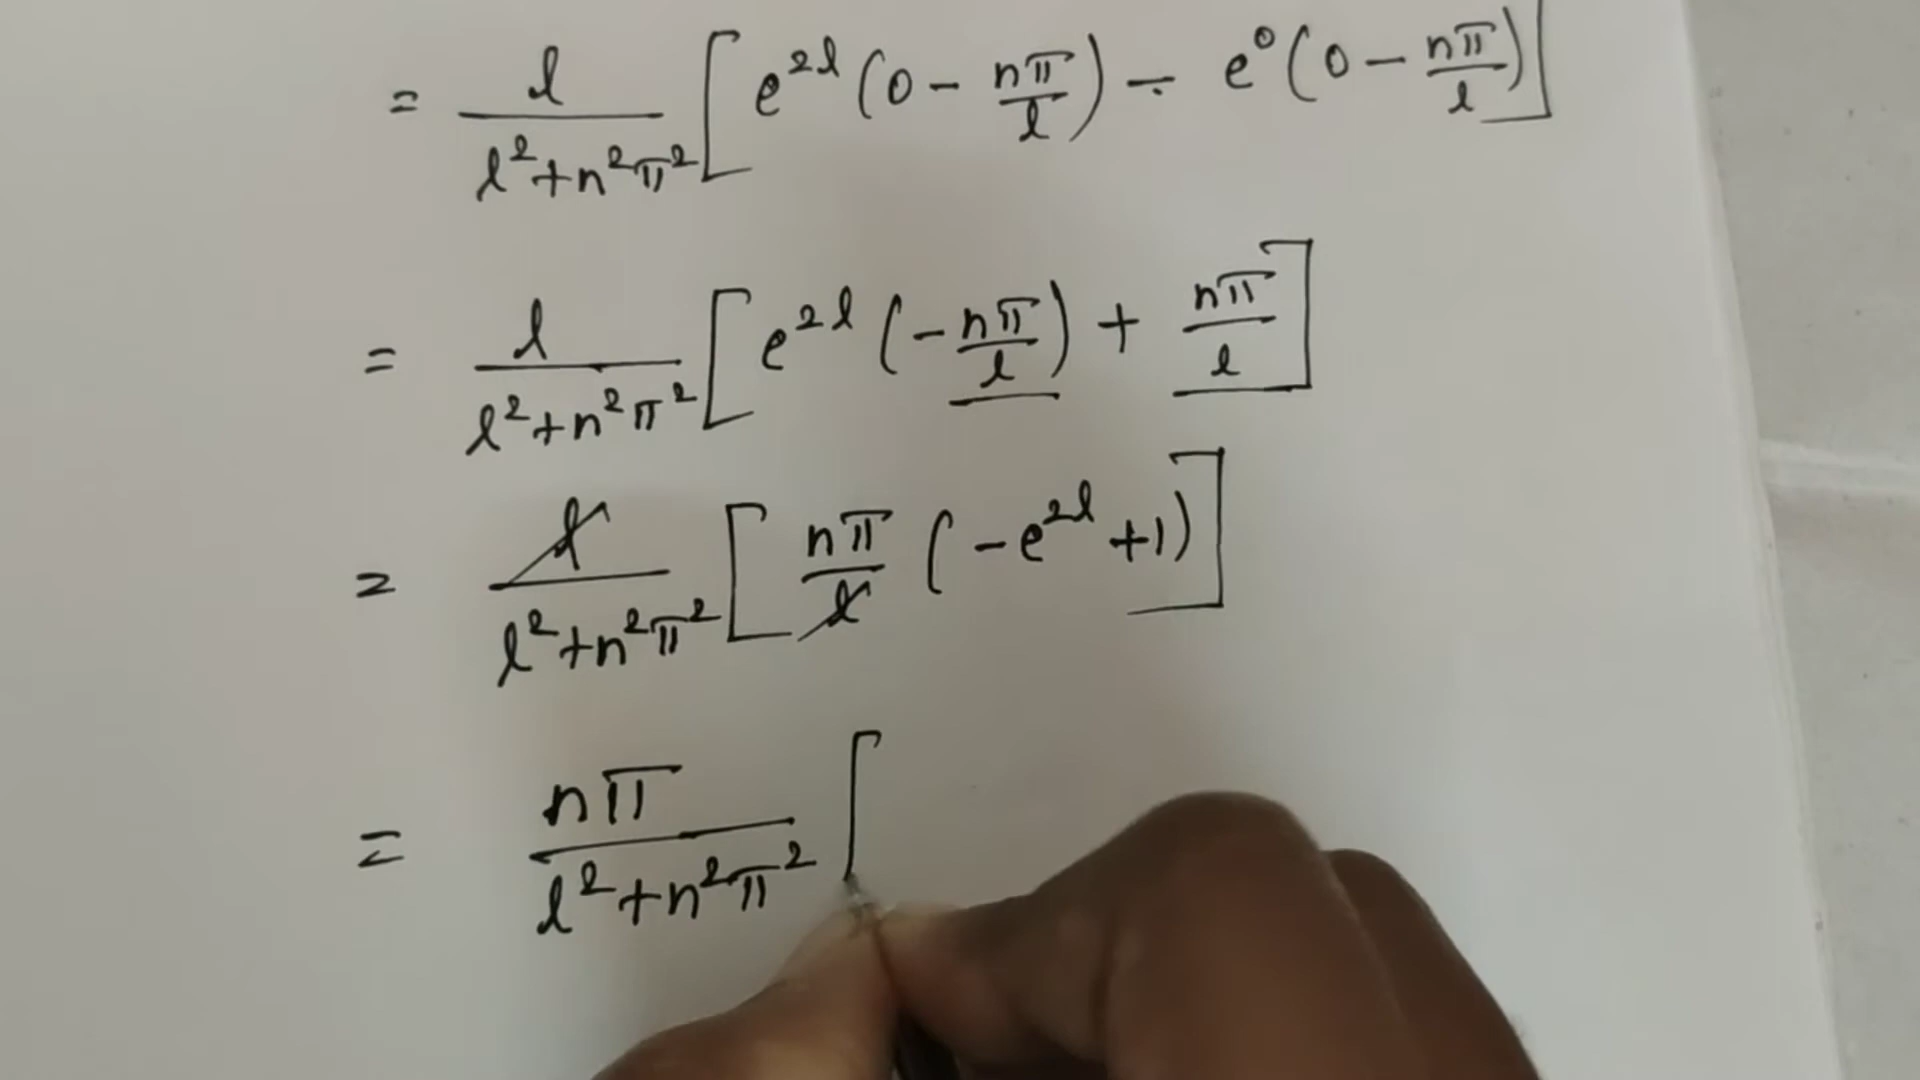 = l/(l²+n²π²) [e^{2l}(0 - nπ/l) - e⁰(0 - nπ/l)]
= l/(l²+n²π²) [e^{2l}(-nπ/l) + nπ/l]
= l/(l²+n²π²) [nπ/l (-e^{2l} +1)]
= nπ/(l²+n²π²) [